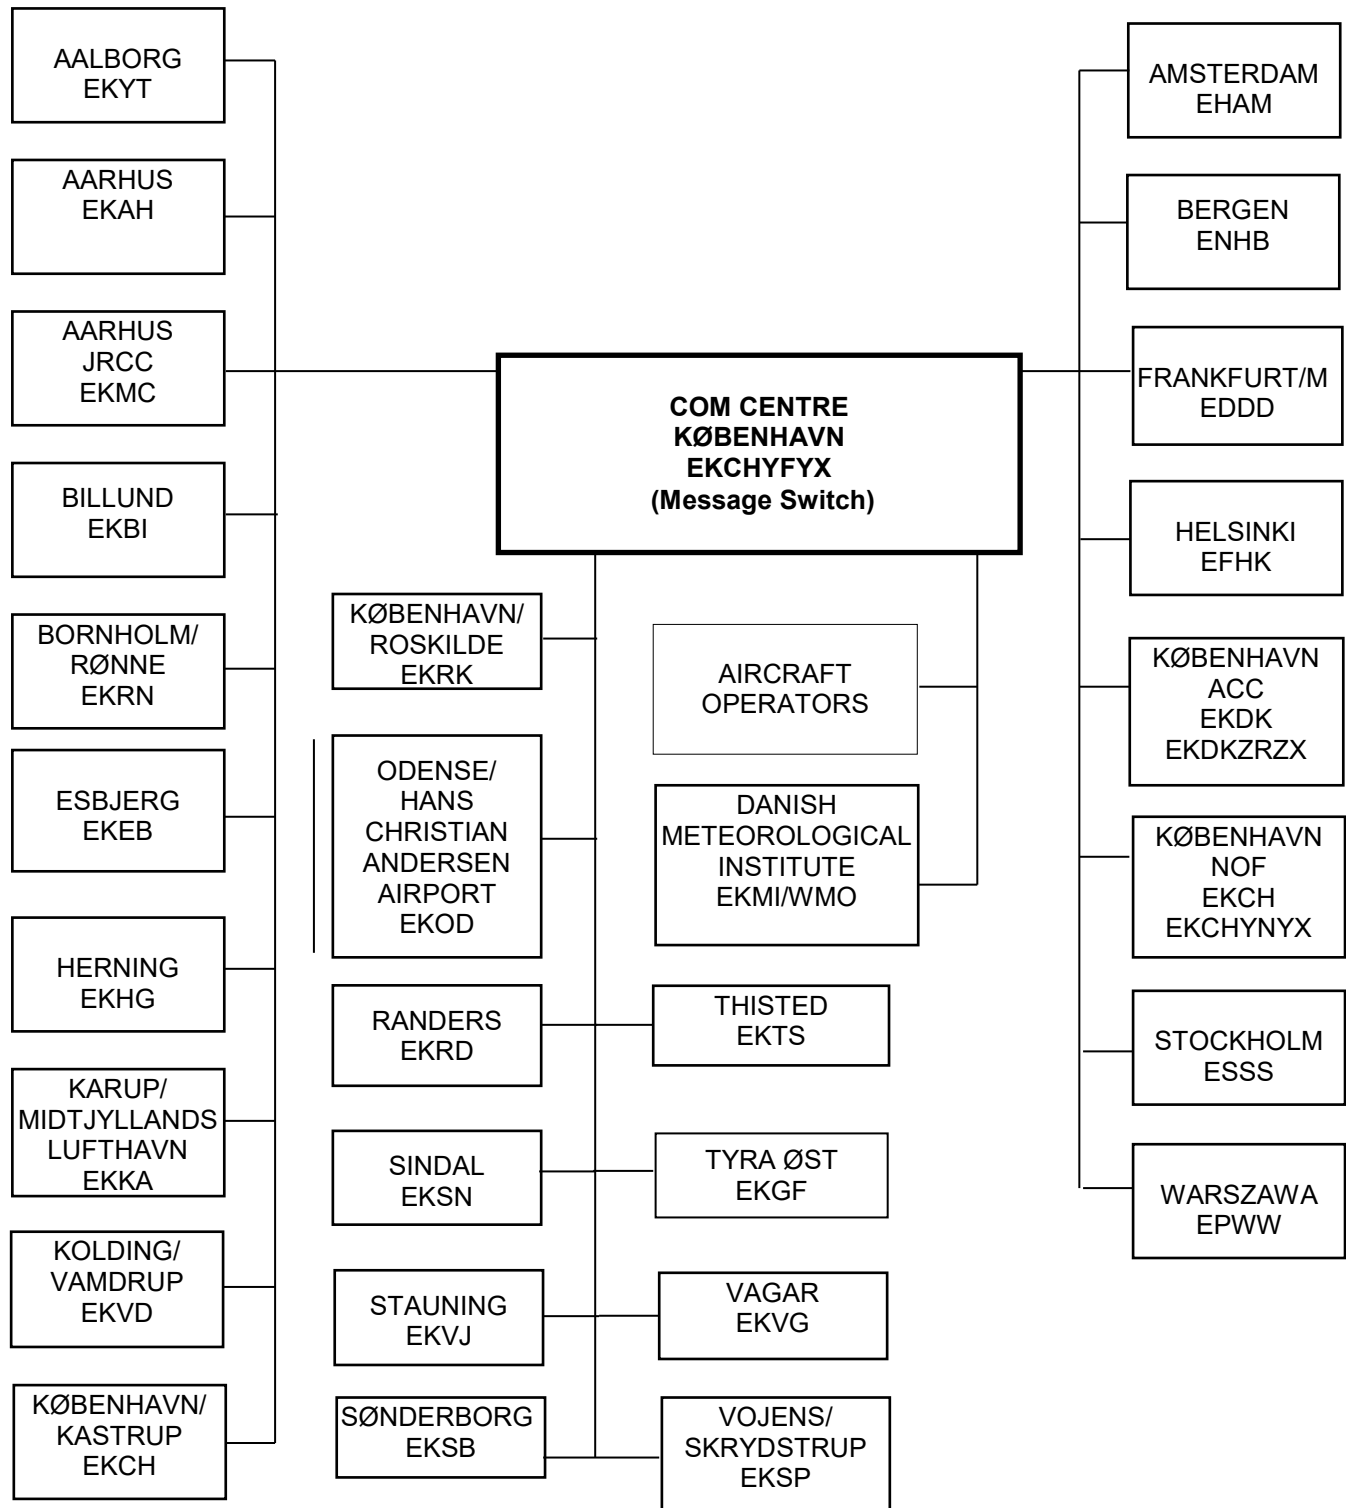 AALBORG
EKYT
AARHUS
EKAH
AARHUS
JRCC
EKMC
BILLUND
EKBI
BORNHOLM/
RØNNE
EKRN
ESBJERG
EKEB
HERNING
EKHG
KARUP/
MIDTJYLLANDS
LUFTHAVN
EKKA
KOLDING/
VAMDRUP
EKVD
KØBENHAVN/
KASTRUP
EKCH
COM CENTRE
KØBENHAVN
EKCHYFYX
(Message Switch)
KØBENHAVN/
ROSKILDE
EKRK
ODENSE/
HANS
CHRISTIAN
ANDERSEN
AIRPORT
EKOD
RANDERS
EKRD
SINDAL
EKSN
STAUNING
EKVJ
SØNDERBORG
EKSB
AIRCRAFT
OPERATORS
DANISH
METEOROLOGICAL
INSTITUTE
EKMI/WMO
THISTED
EKTS
TYRA ØST
EKGF
VAGAR
EKVG
VOJENS/
SKRYDSTRUP
EKSP
AMSTERDAM
EHAM
BERGEN
ENHB
FRANKFURT/M
EDDD
HELSINKI
EFHK
KØBENHAVN
ACC
EKDK
EKDKZRZX
KØBENHAVN
NOF
EKCH
EKCHYNYX
STOCKHOLM
ESSS
WARSZAWA
EPWW